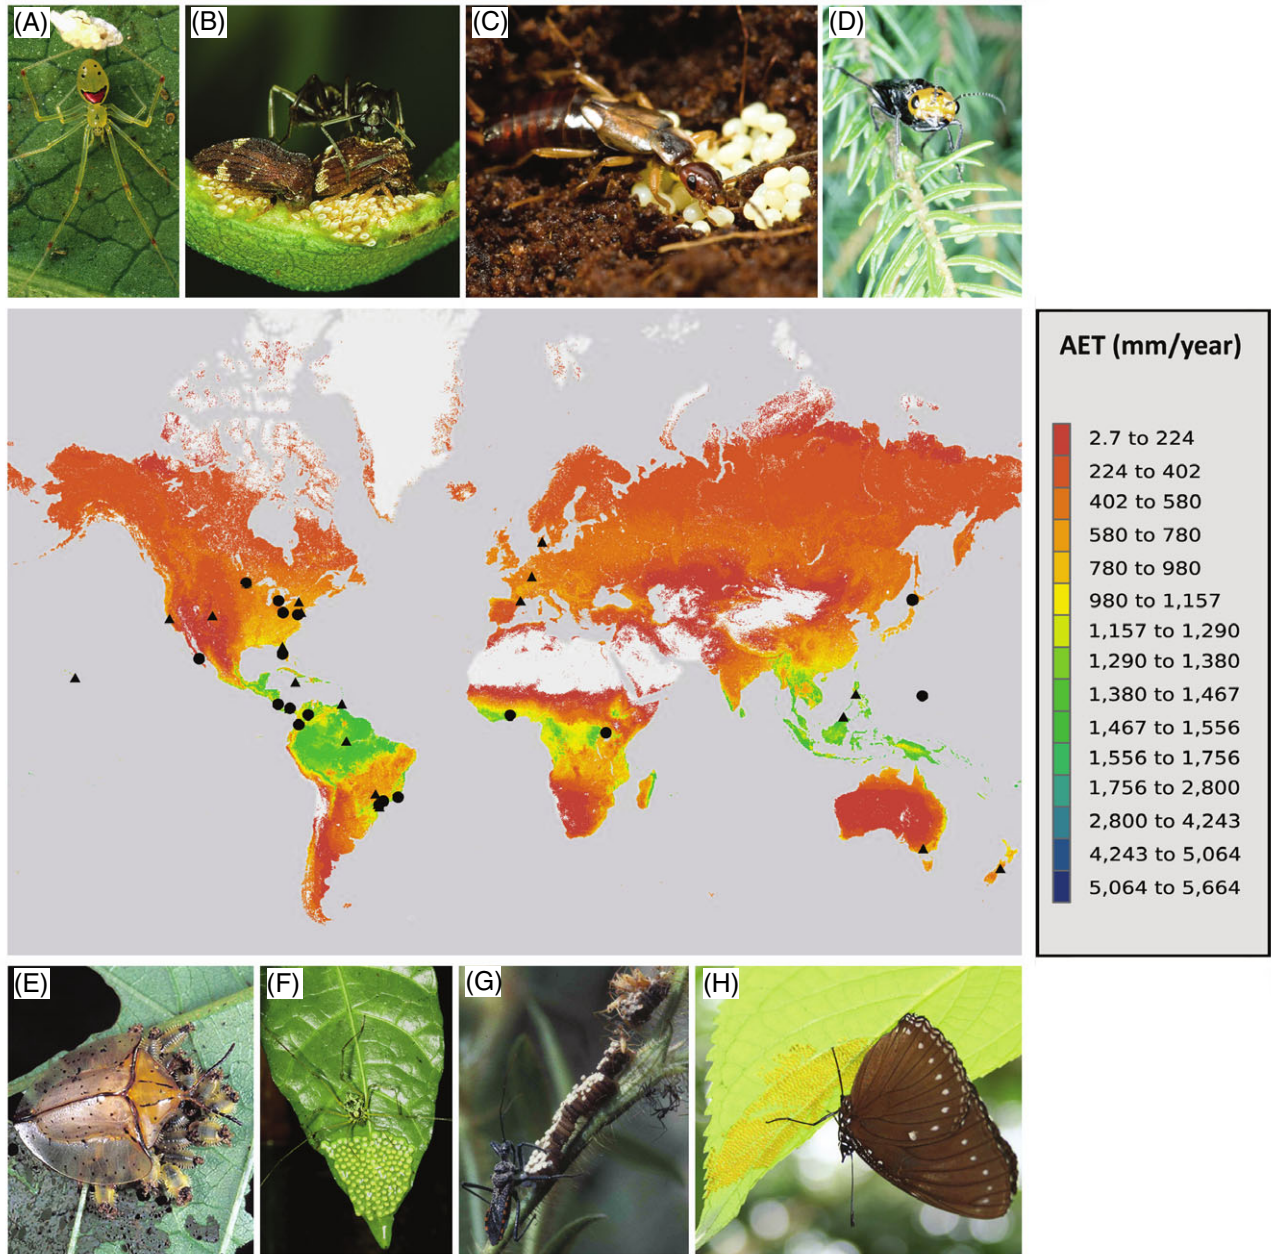 (A)
(B)
(C)
(D)
AET (mm/year)
2.7 to 224
224 to 402
402 to 580
580 to 780
780 to 980
980 to 1,157
1,157 to 1,290
1,290 to 1,380
1,380 to 1,467
1,467 to 1,556
1,556 to 1,756
1,756 to 2,800
2,800 to 4,243
4,243 to 5,064
5,064 to 5,664
(E)
(F)
(G)
(H)